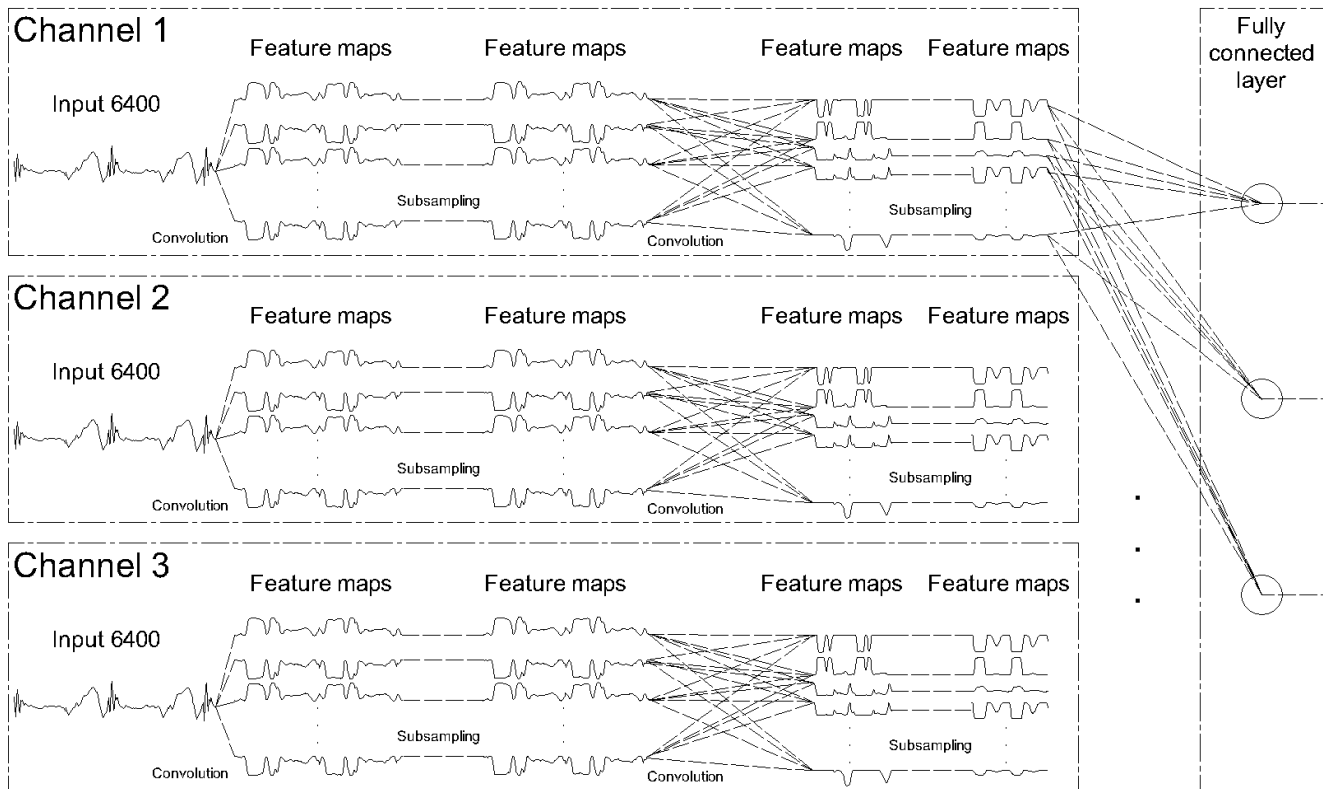 Channel 1
Feature maps
Feature maps
Feature maps
Feature maps
Fully
connected
layer
Input 6400
Subsampling
Subsampling
Convolution
Convolution
Channel 2
Feature maps
Feature maps
Feature maps
Feature maps
Input 6400
Subsampling
Subsampling
Convolution
Convolution
Channel 3
Feature maps
Feature maps
Feature maps
Feature maps
Input 6400
Subsampling
Subsampling
Convolution
Convolution